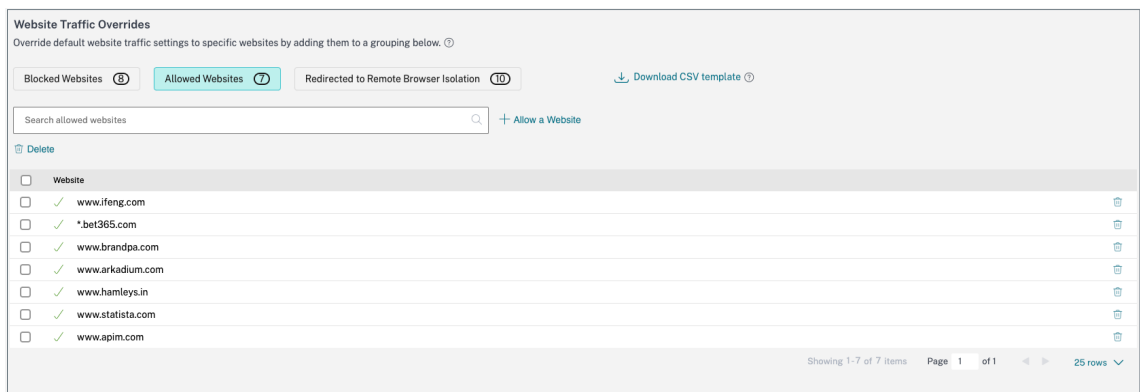 Website Traffic Overrides
Override default website traffic settings to specific websites by adding them to a grouping below.
Blocked Websites 8 Allowed Websites 7 Redirected to Remote Browser Isolation 10 Download CSV template
Search allowed websites + Allow a Website
Delete
Website
www.ifeng.com
*.bet365.com
www.brandpa.com
www.arkadium.com
www.hamleys.in
www.statista.com
www.apim.com
Showing 1-7 of 7 items Page 1 of 1 25 rows